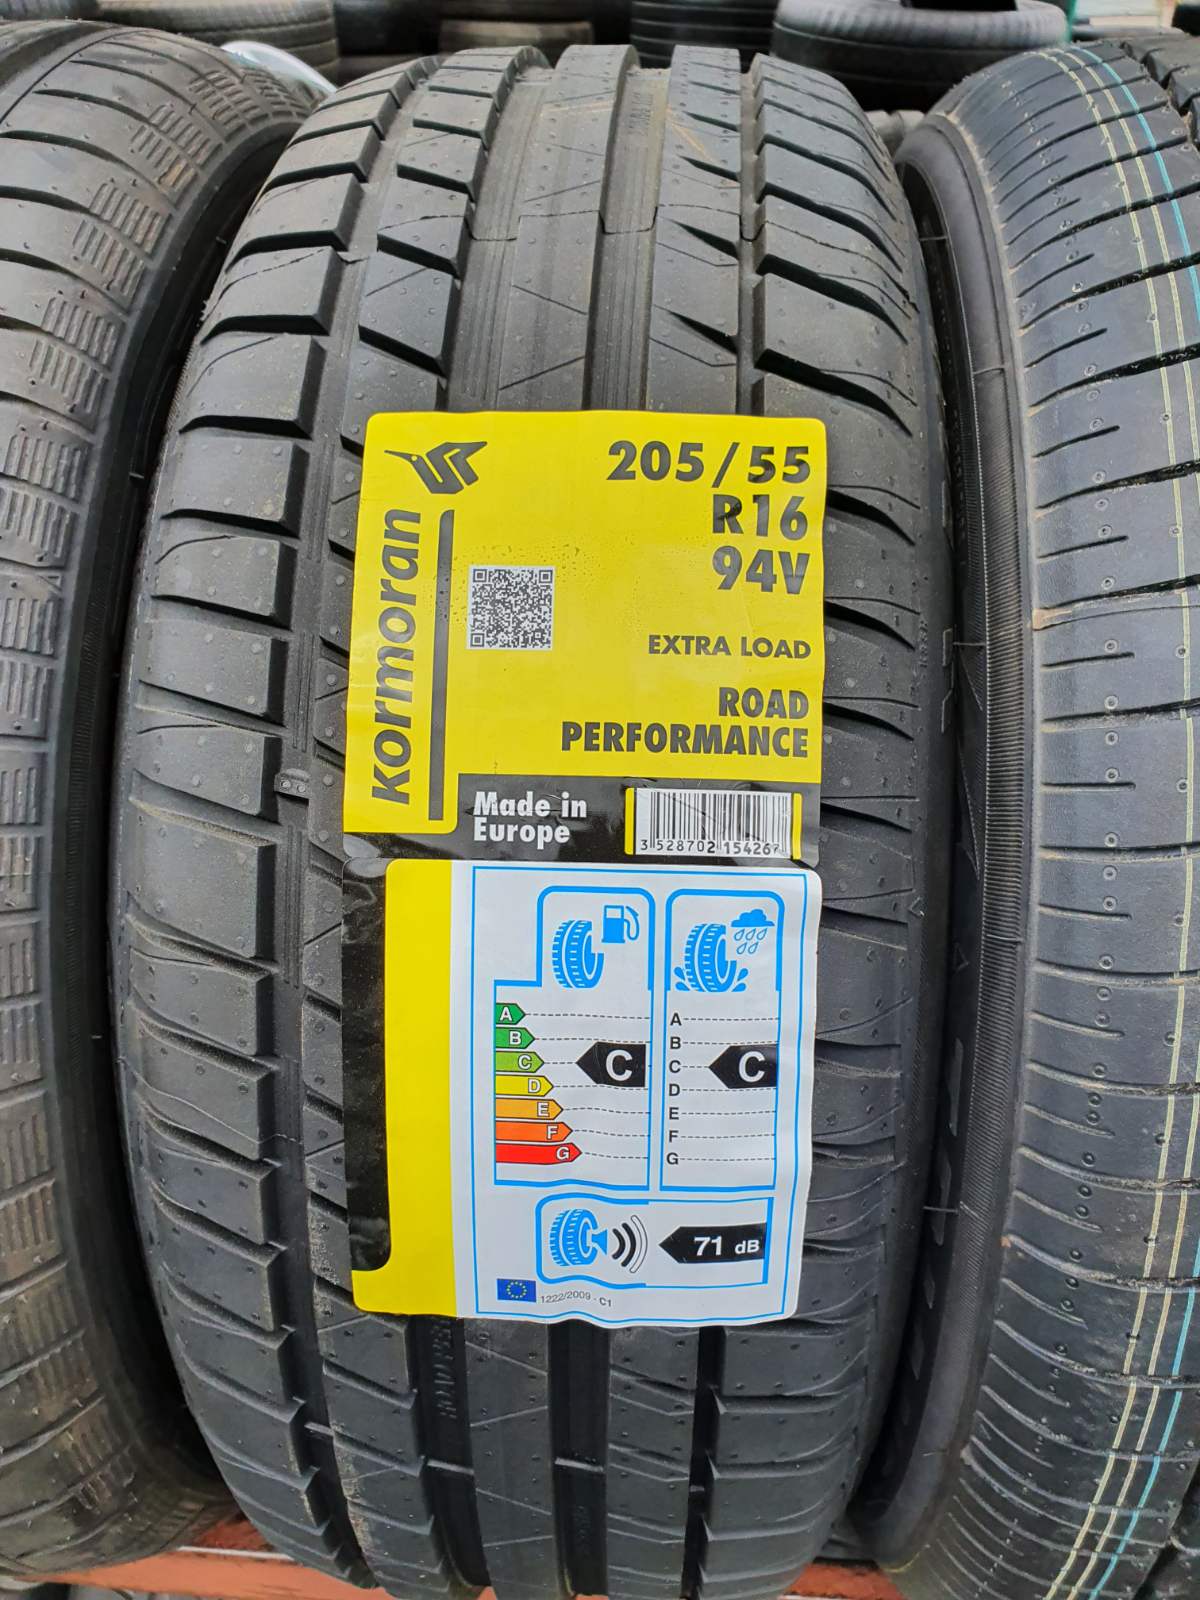 205/55
R16
94V
kormoran
EXTRA LOAD
ROAD
PERFORMANCE
Made in
Europe
3 528702 154267
A
B
C
D
E
F
G
C
A
B
C
D
E
F
G
C
71 dB
1222/2009 - C1